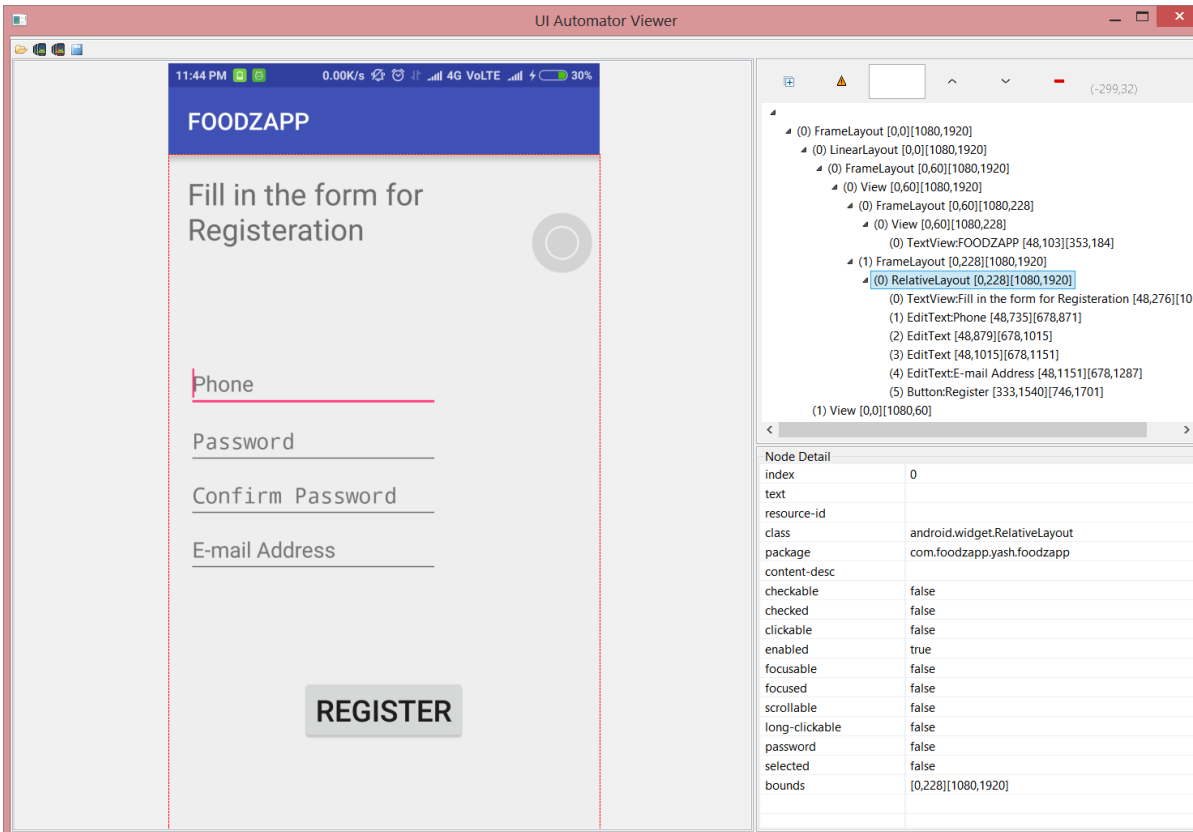 UI Automator Viewer
11:44 PM 0.00K/s 4G VoLTE 30%
FOODZAPP
Fill in the form for
Registeration
Phone
Password
Confirm Password
E-mail Address
REGISTER
(-299,32)
(0) FrameLayout [0,0][1080,1920]
(0) LinearLayout [0,0][1080,1920]
(0) FrameLayout [0,60][1080,1920]
(0) View [0,60][1080,1920]
(0) FrameLayout [0,60][1080,228]
(0) View [0,60][1080,228]
(0) TextView:FOODZAPP [48,103][353,184]
(1) FrameLayout [0,228][1080,1920]
(0) RelativeLayout [0,228][1080,1920]
(0) TextView:Fill in the form for Registeration [48,276][10
(1) EditText:Phone [48,735][678,871]
(2) EditText [48,879][678,1015]
(3) EditText [48,1015][678,1151]
(4) EditText:E-mail Address [48,1151][678,1287]
(5) Button:Register [333,1540][746,1701]
(1) View [0,0][1080,60]
Node Detail
index 0
text
resource-id
class android.widget.RelativeLayout
package com.foodzapp.yash.foodzapp
content-desc
checkable false
checked false
clickable false
enabled true
focusable false
focused false
scrollable false
long-clickable false
password false
selected false
bounds [0,228][1080,1920]